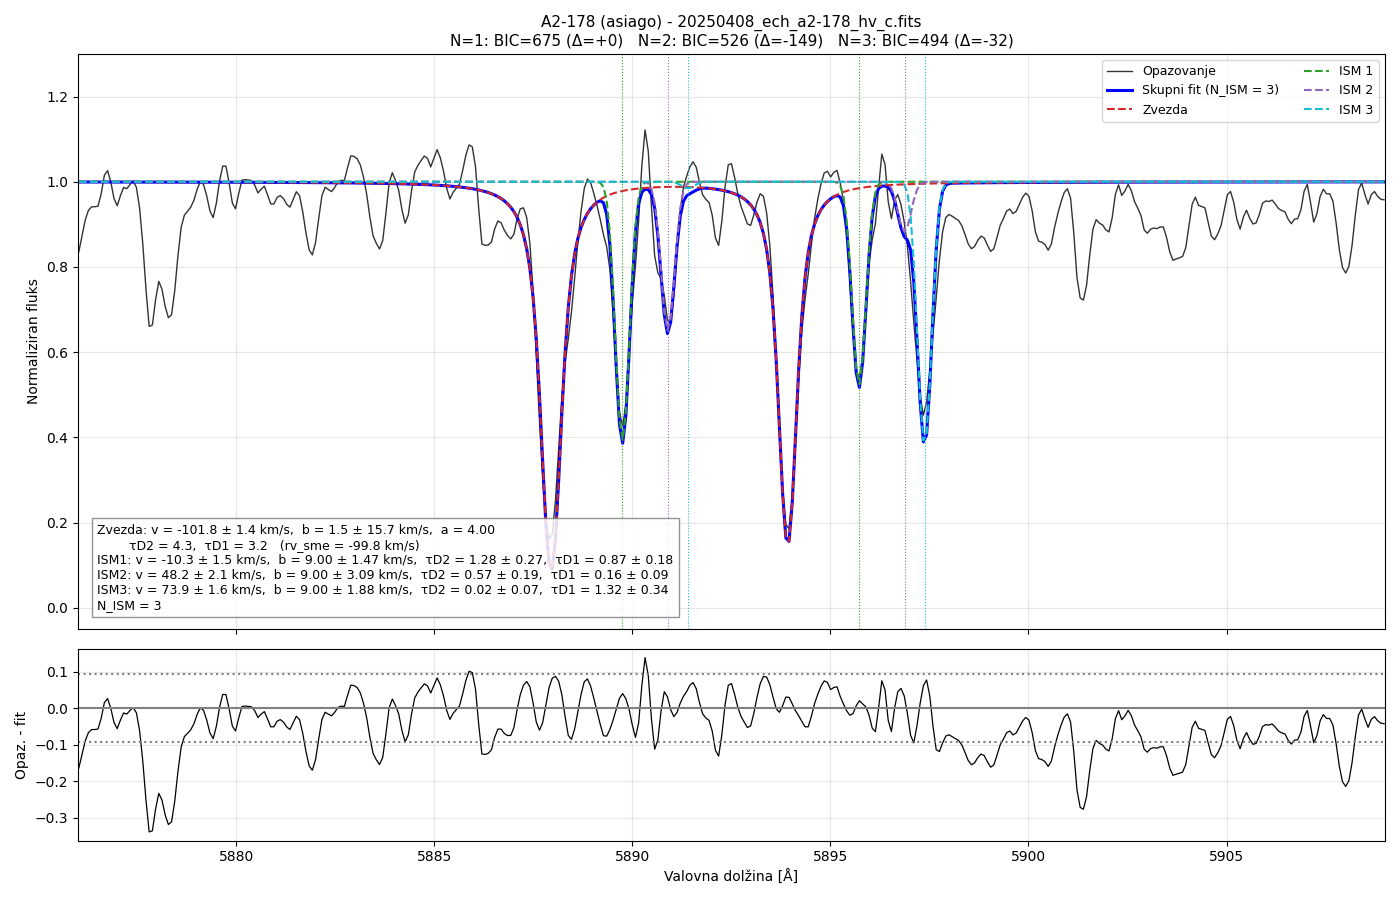 A2-178 (asiago) - 20250408_ech_a2-178_hv_c.fits
N=1: BIC=675 (Δ=+0)   N=2: BIC=526 (Δ=-149)   N=3: BIC=494 (Δ=-32)
Opazovanje
Skupni fit (N_ISM = 3)
Zvezda
ISM 1
ISM 2
ISM 3
Normaliziran fluks
1.2
1.0
0.8
0.6
0.4
0.2
0.0
Zvezda: v = -101.8 ± 1.4 km/s,  b = 1.5 ± 15.7 km/s,  a = 4.00
τD2 = 4.3,  τD1 = 3.2   (rv_sme = -99.8 km/s)
ISM1: v = -10.3 ± 1.5 km/s,  b = 9.00 ± 1.47 km/s,  τD2 = 1.28 ± 0.27,  τD1 = 0.87 ± 0.18
ISM2: v = 48.2 ± 2.1 km/s,  b = 9.00 ± 3.09 km/s,  τD2 = 0.57 ± 0.19,  τD1 = 0.16 ± 0.09
ISM3: v = 73.9 ± 1.6 km/s,  b = 9.00 ± 1.88 km/s,  τD2 = 0.02 ± 0.07,  τD1 = 1.32 ± 0.34
N_ISM = 3
Opaz. - fit
0.1
0.0
−0.1
−0.2
−0.3
5880
5885
5890
5895
5900
5905
Valovna dolžina [Å]